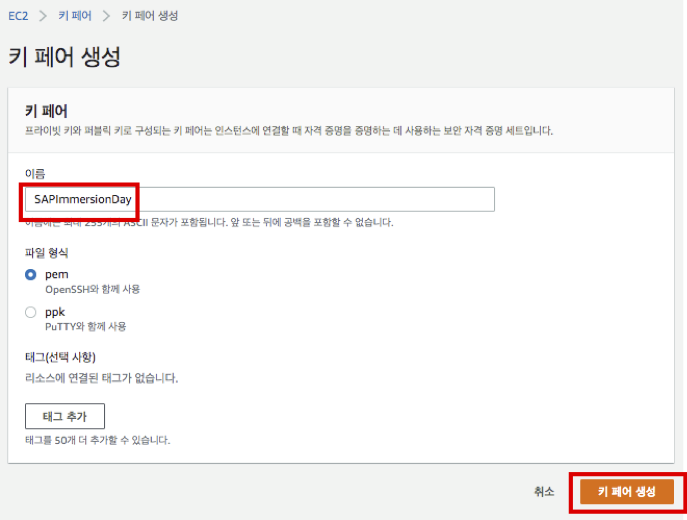 EC2 > 키 페어 > 키 페어 생성
키 페어 생성
키 페어
프라이빗 키와 퍼블릭 키로 구성되는 키 페어는 인스턴스에 연결할 때 자격 증명을 증명하는 데 사용하는 보안 자격 증명 세트입니다.
이름
SAPImmersionDay
이름에는 최대 255개의 ASCII 문자가 포함됩니다. 앞 또는 뒤에 공백을 포함할 수 없습니다.
파일 형식
pem
OpenSSH와 함께 사용
ppk
PuTTY와 함께 사용
태그(선택 사항)
리소스에 연결된 태그가 없습니다.
태그 추가
태그를 50개 더 추가할 수 있습니다.
취소 키 페어 생성